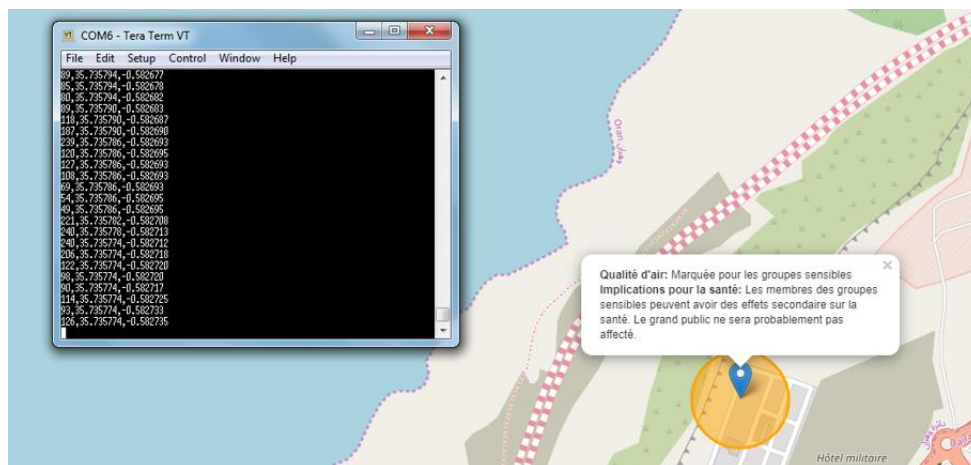 COM6 - Tera Term VT
File Edit Setup Control Window Help
89,35.735794,-0.582677
85,35.735794,-0.582678
80,35.735794,-0.582682
89,35.735790,-0.582683
118,35.735790,-0.582687
187,35.735790,-0.582690
239,35.735786,-0.582693
120,35.735786,-0.582695
127,35.735786,-0.582693
108,35.735786,-0.582693
69,35.735786,-0.582693
54,35.735786,-0.582695
49,35.735786,-0.582695
221,35.735782,-0.582708
240,35.735778,-0.582713
240,35.735774,-0.582712
206,35.735774,-0.582718
122,35.735774,-0.582720
98,35.735774,-0.582720
90,35.735774,-0.582717
114,35.735774,-0.582725
93,35.735774,-0.582733
126,35.735774,-0.582735
Oran وهران
Qualité d'air: Marquée pour les groupes sensibles
Implications pour la santé: Les membres des groupes
sensibles peuvent avoir des effets secondaire sur la
santé. Le grand public ne sera probablement pas
affecté.
Hôtel militaire
دائرة وهران